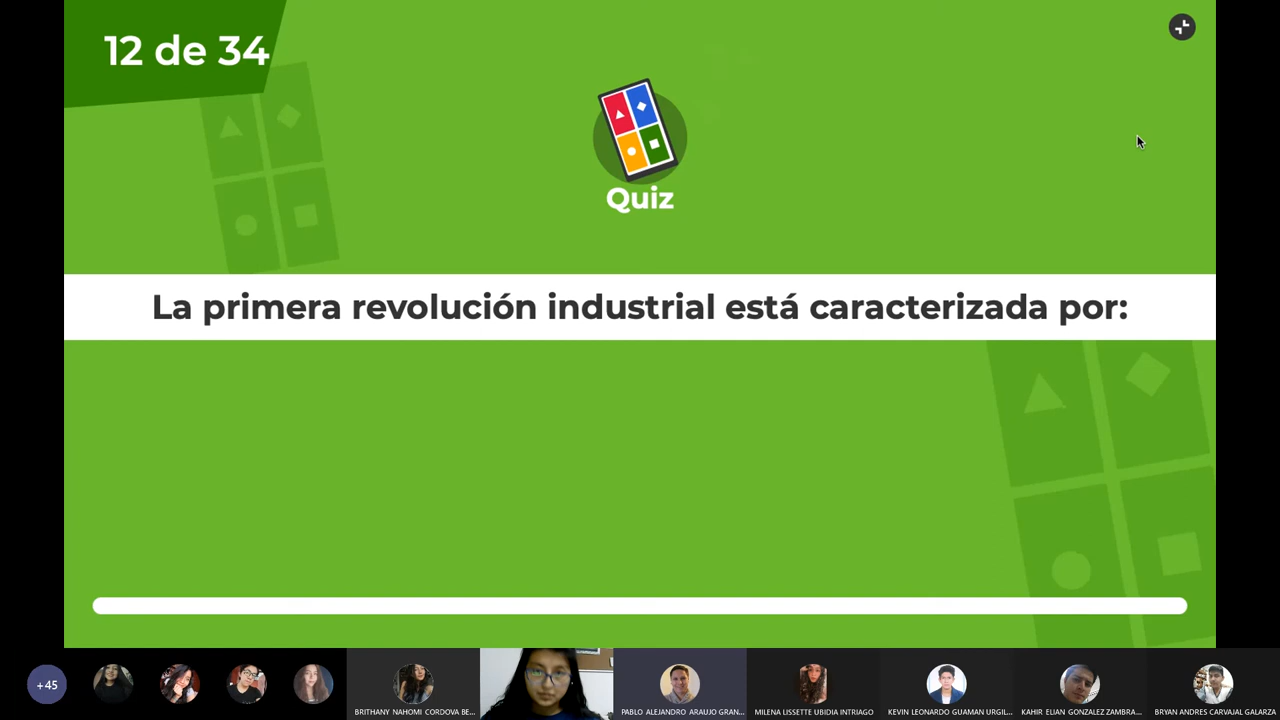 12 de 34
Quiz
La primera revolución industrial está caracterizada por:
+45
BRITHANY NAHOMI CORDOVA BE...
PABLO ALEJANDRO ARAUJO GRAN...
MILENA LISSETTE UBIDIA INTRIAGO
KEVIN LEONARDO GUAMAN URGIL...
KAHIR ELIAN GONZALEZ ZAMBRA...
BRYAN ANDRES CARVAJAL GALARZA